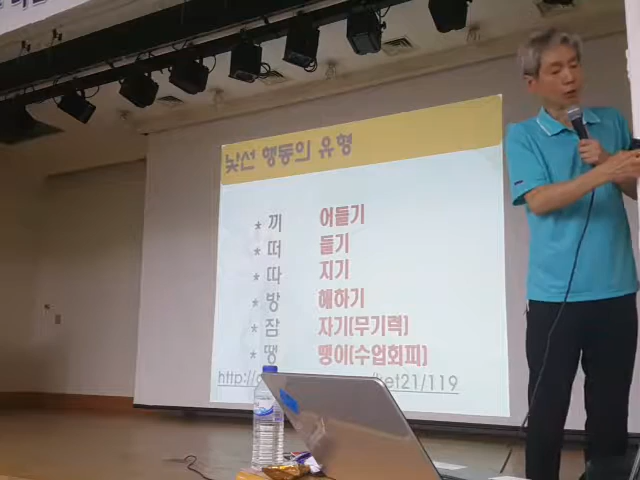 낯선 행동의 유형
* 끼 어들기
* 떠 들기
* 따 지기
* 방 해하기
* 잠 자기(무기력)
* 땡 땡이(수업회피)
http://
et21/119